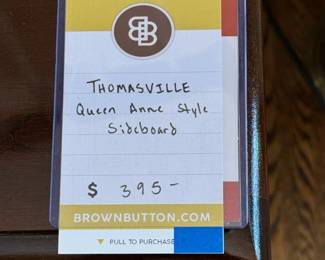 BB
THOMASVILLE
Queen Anne Style
Sideboard
$ 395-
BROWNBUTTON.COM
▼ PULL TO PURCHASE